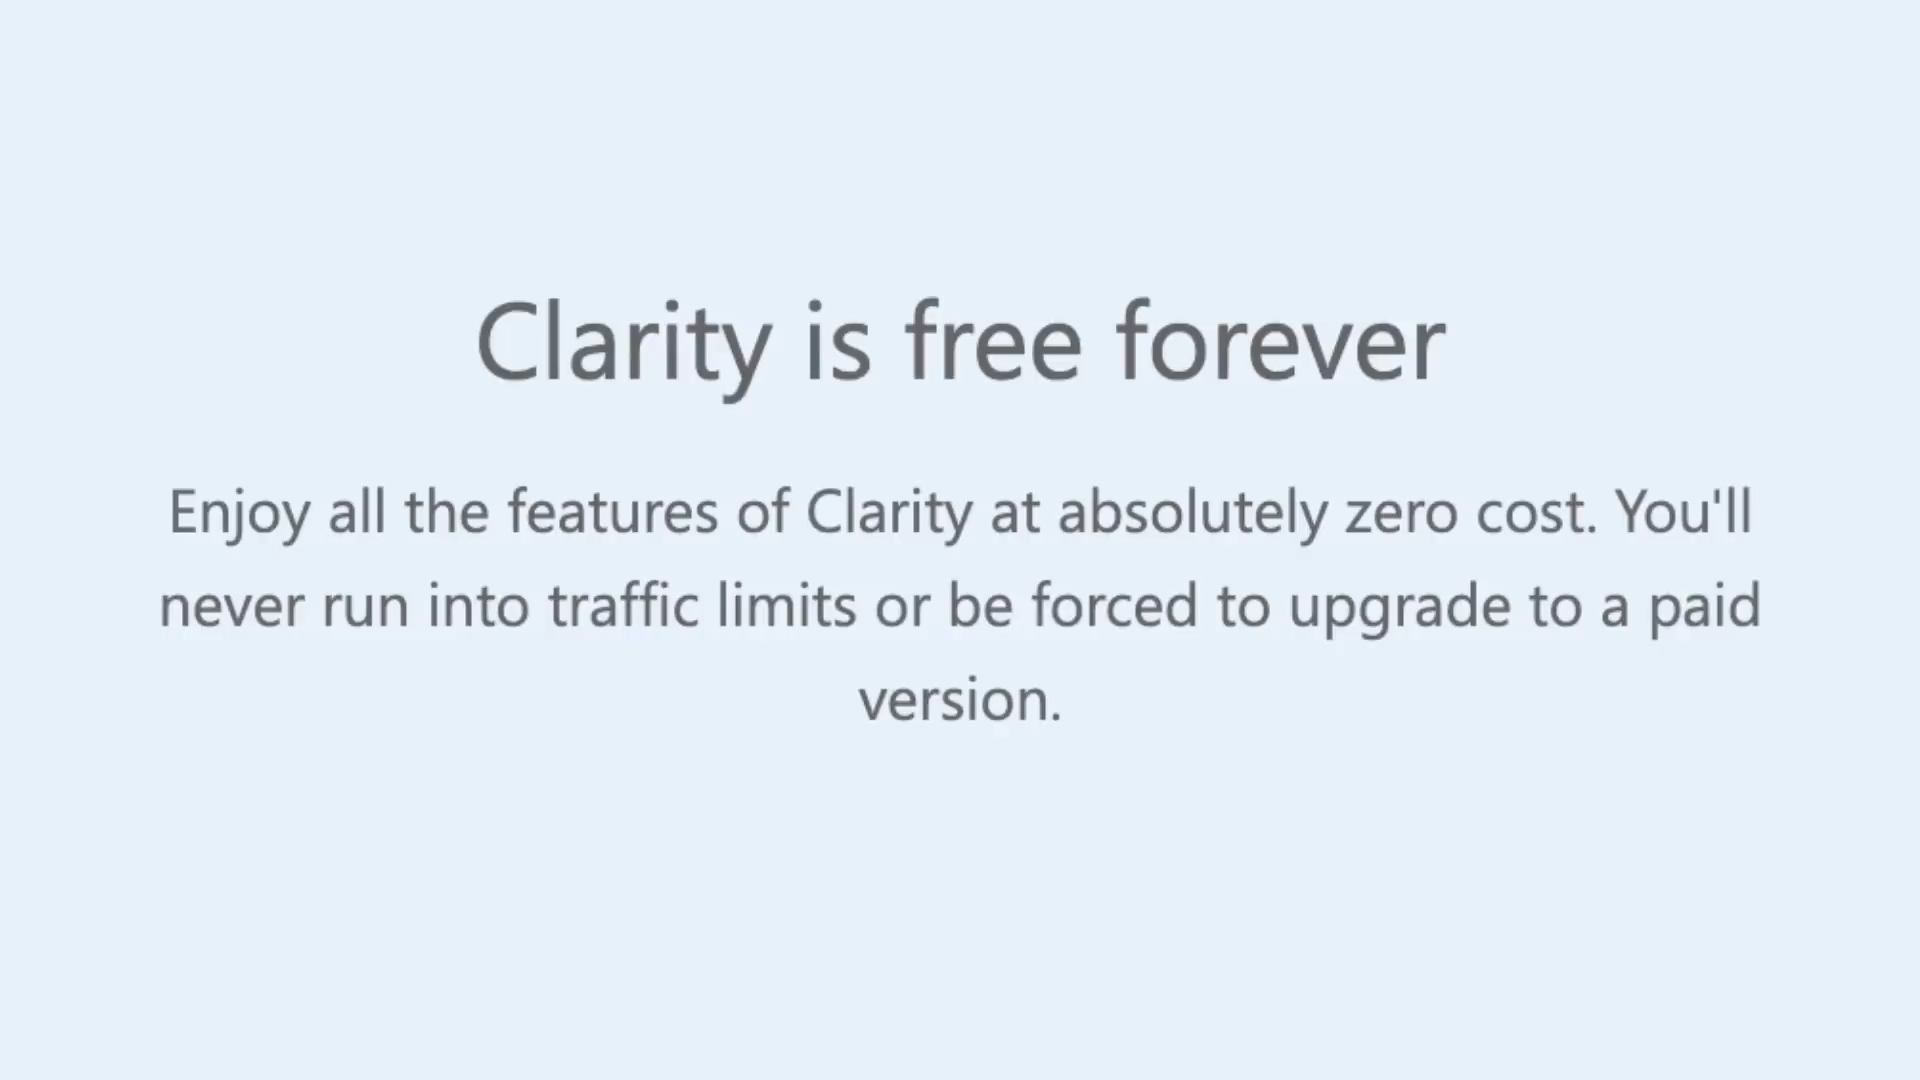 Clarity is free forever
Enjoy all the features of Clarity at absolutely zero cost. You'll
never run into traffic limits or be forced to upgrade to a paid
version.